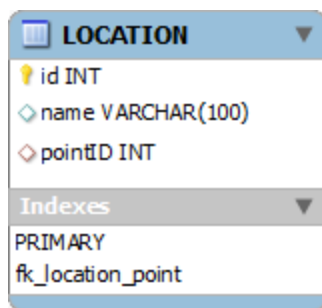 LOCATION
id INT
name VARCHAR(100)
pointID INT
Indexes
PRIMARY
fk_location_point